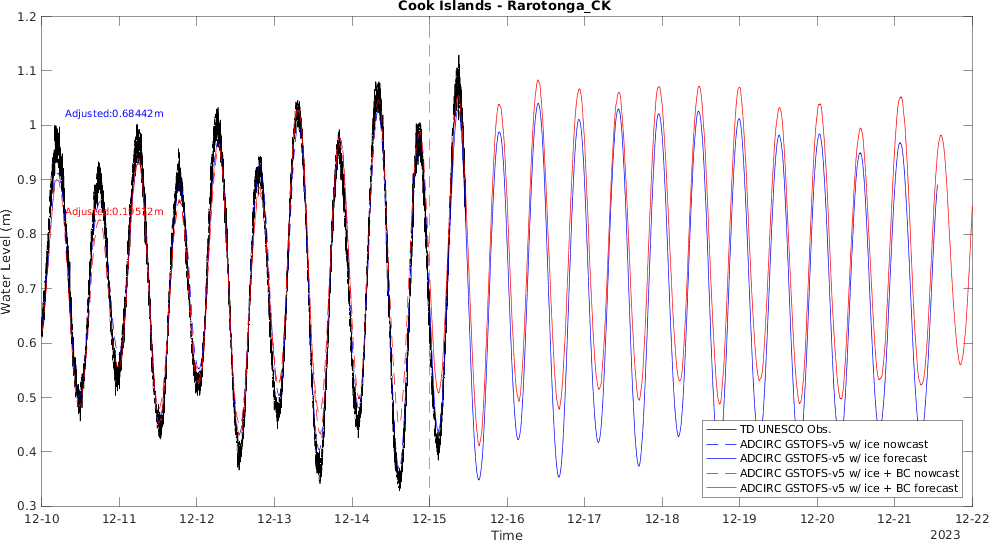 Cook Islands - Rarotonga_CK
1.2
1.1
1
0.9
0.8
0.7
0.6
0.5
0.4
0.3
Water Level (m)
Adjusted:0.68442m
Adjusted:0.19572m
TD UNESCO Obs.
ADCIRC GSTOFS-v5 w/ ice nowcast
ADCIRC GSTOFS-v5 w/ ice forecast
ADCIRC GSTOFS-v5 w/ ice + BC nowcast
ADCIRC GSTOFS-v5 w/ ice + BC forecast
12-10 12-11 12-12 12-13 12-14 12-15 12-16 12-17 12-18 12-19 12-20 12-21 12-22
Time
2023